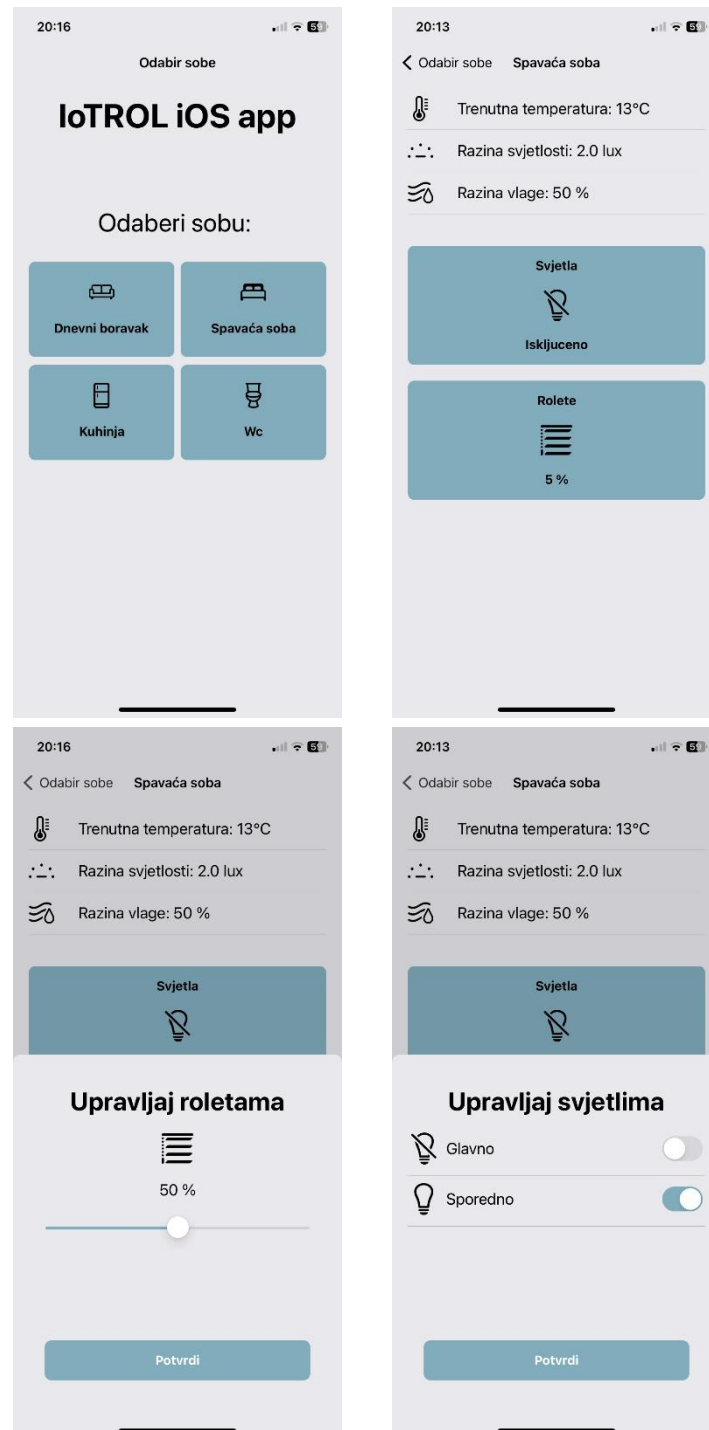 20:16
59
Odabir sobe
IoTROL iOS app
Odaberi sobu:
Dnevni boravak
Spavaća soba
Kuhinja
Wc
20:13
59
Odabir sobe Spavaća soba
Trenutna temperatura: 13°C
Razina svjetlosti: 2.0 lux
Razina vlage: 50 %
Svjetla
Iskljuceno
Rolete
5 %
20:16
59
Odabir sobe Spavaća soba
Trenutna temperatura: 13°C
Razina svjetlosti: 2.0 lux
Razina vlage: 50 %
Svjetla
Upravljaj roletama
50 %
Potvrdi
20:13
59
Odabir sobe Spavaća soba
Trenutna temperatura: 13°C
Razina svjetlosti: 2.0 lux
Razina vlage: 50 %
Svjetla
Upravljaj svjetlima
Glavno
Sporedno
Potvrdi